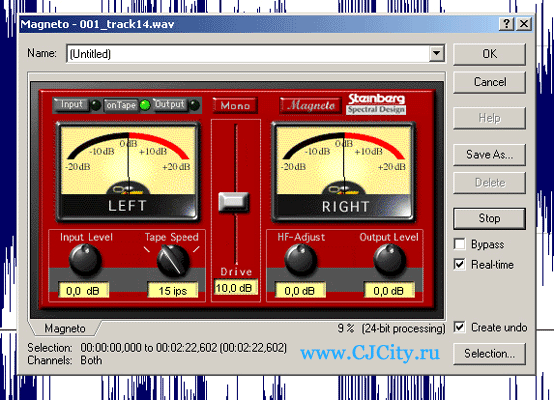 Magneto - 001_track14.wav
Name: (Untitled)
OK
Cancel
Help
Save As...
Delete
Stop
Bypass
Real-time
Create undo
Selection...
Input onTape Output Mono Magneto Steinberg
Spectral Design
-20dB -10dB 0dB +10dB +20dB
LEFT
-20dB -10dB 0dB +10dB +20dB
RIGHT
Input Level Tape Speed
0,0 dB 15 ips
Drive
10,0 dB
HF-Adjust Output Level
0,0 dB 0,0 dB
Magneto
9 % (24-bit processing)
Selection: 00:00:00,000 to 00:02:22,602 (00:02:22,602)
Channels: Both
www.CJCity.ru